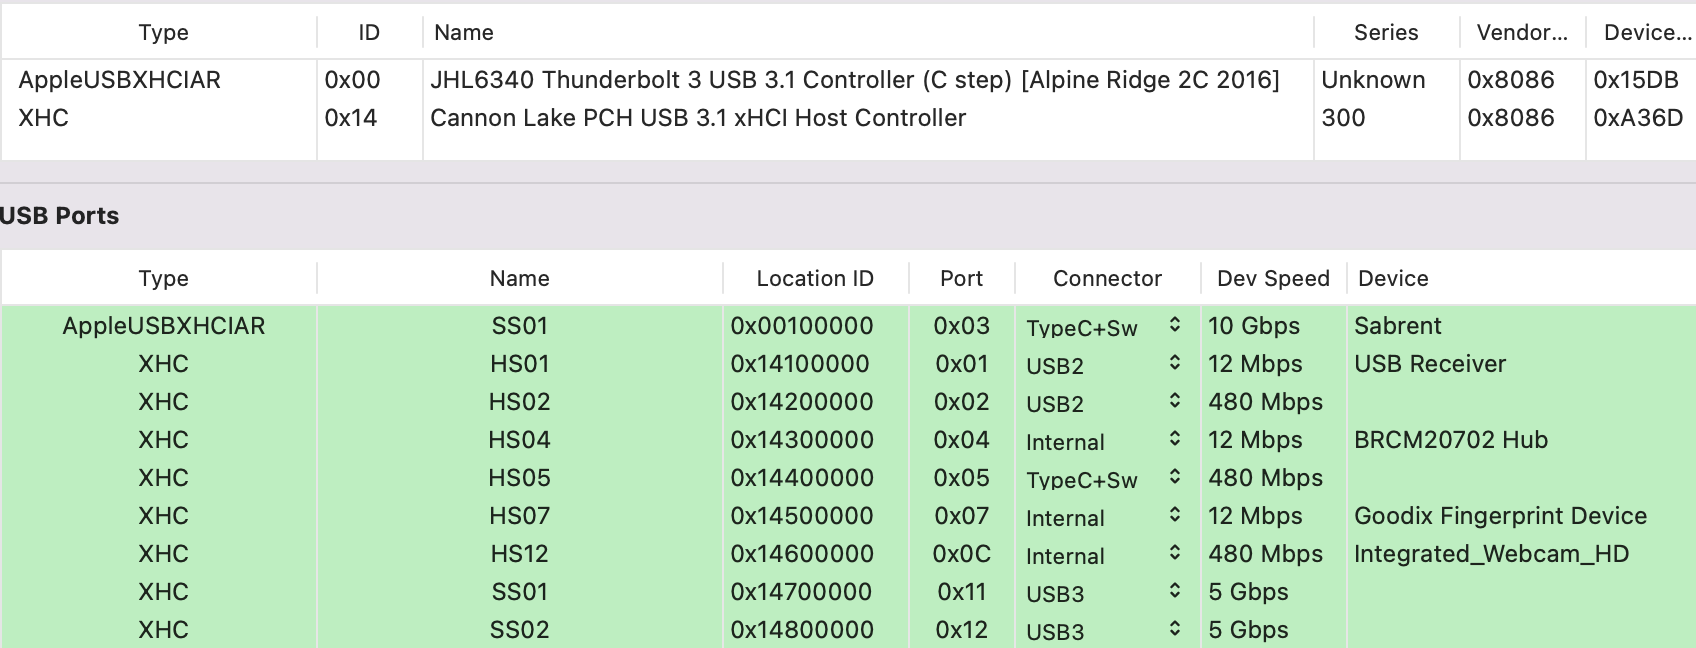 Type ID Name Series Vendor... Device...
AppleUSBXHCIAR 0x00 JHL6340 Thunderbolt 3 USB 3.1 Controller (C step) [Alpine Ridge 2C 2016] Unknown 0x8086 0x15DB
XHC 0x14 Cannon Lake PCH USB 3.1 xHCI Host Controller 300 0x8086 0xA36D
USB Ports
Type Name Location ID Port Connector Dev Speed Device
AppleUSBXHCIAR SS01 0x00100000 0x03 TypeC+Sw 10 Gbps Sabrent
XHC HS01 0x14100000 0x01 USB2 12 Mbps USB Receiver
XHC HS02 0x14200000 0x02 USB2 480 Mbps
XHC HS04 0x14300000 0x04 Internal 12 Mbps BRCM20702 Hub
XHC HS05 0x14400000 0x05 TypeC+Sw 480 Mbps
XHC HS07 0x14500000 0x07 Internal 12 Mbps Goodix Fingerprint Device
XHC HS12 0x14600000 0x0C Internal 480 Mbps Integrated_Webcam_HD
XHC SS01 0x14700000 0x11 USB3 5 Gbps
XHC SS02 0x14800000 0x12 USB3 5 Gbps